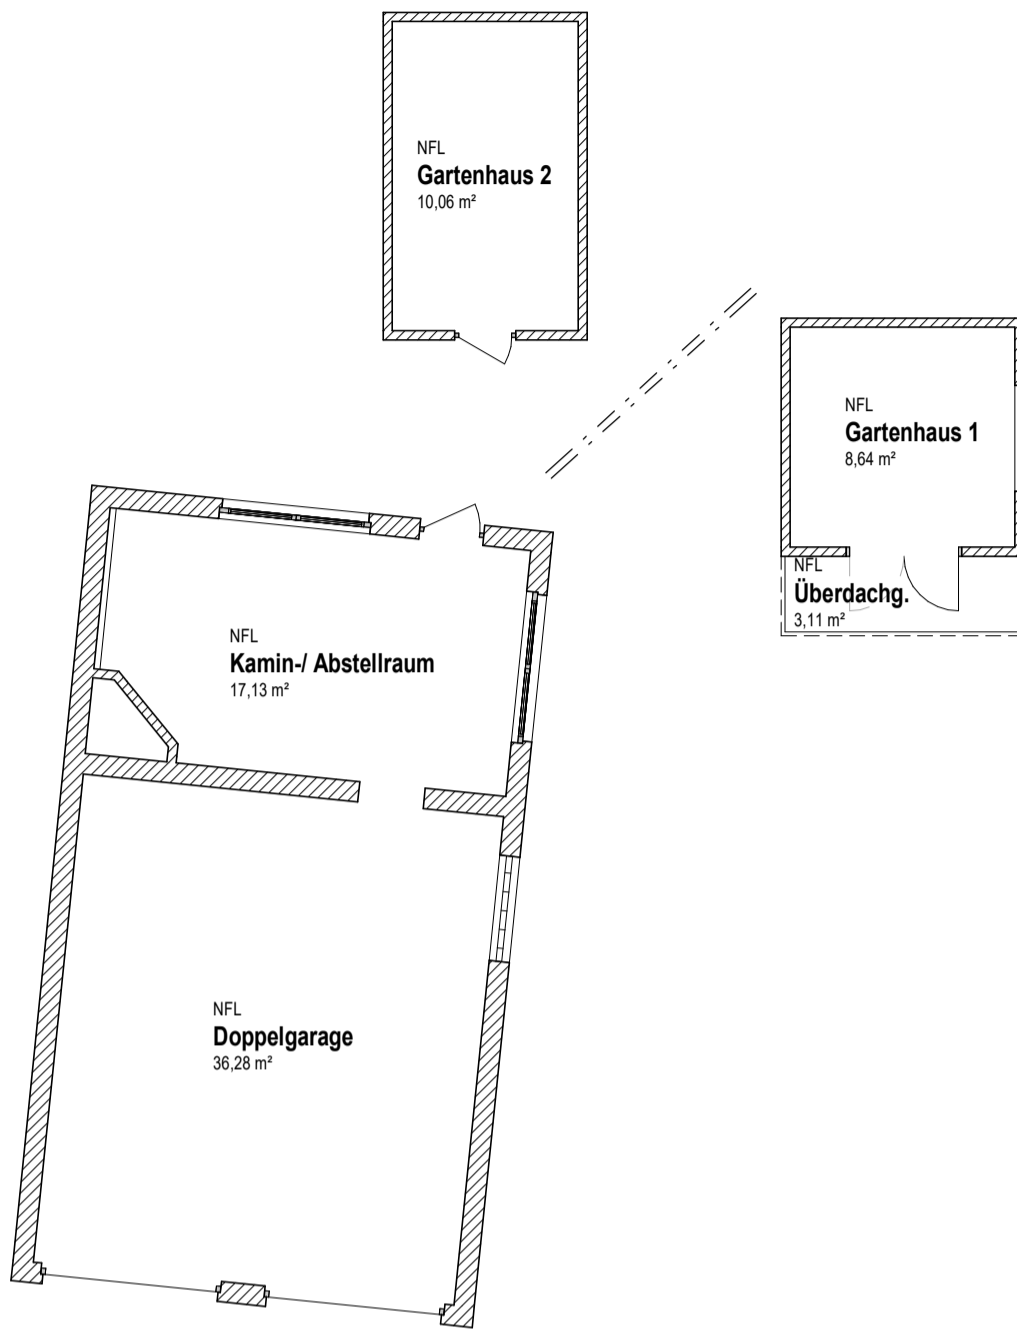 NFL
Gartenhaus 2
10,06 m²
NFL
Gartenhaus 1
8,64 m²
NFL
Überdachg.
3,11 m²
NFL
Kamin-/ Abstellraum
17,13 m²
NFL
Doppelgarage
36,28 m²